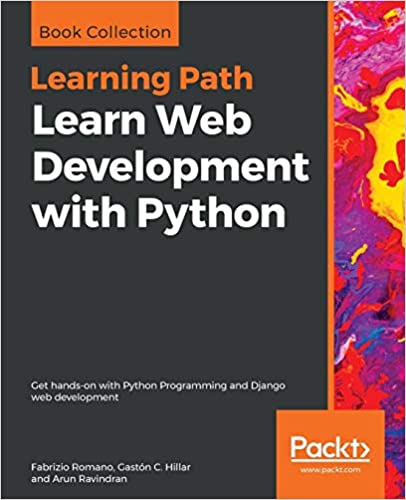 Book Collection
Learning Path
Learn Web
Development
with Python
Get hands-on with Python Programming and Django
web development
Fabrizio Romano, Gastón C. Hillar
and Arun Ravindran
Packt>
www.packt.com